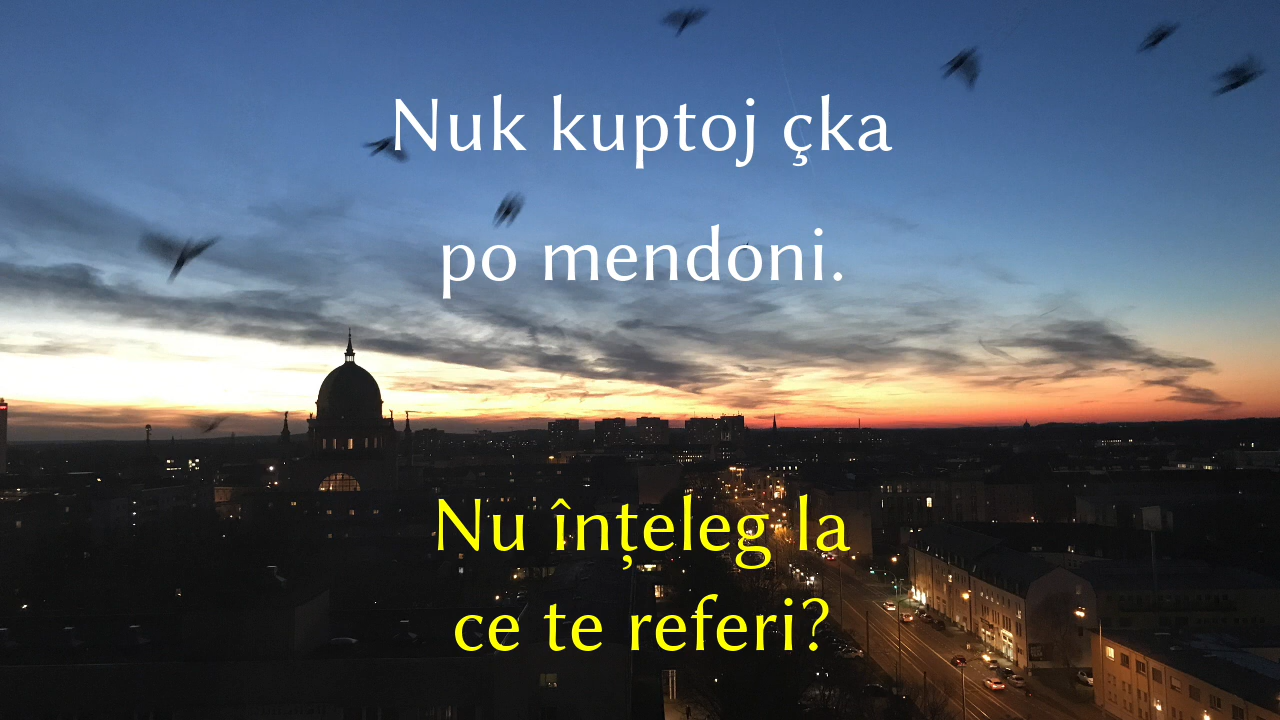 Nuk kuptoj çka
po mendoni.
Nu înțeleg la
ce te referi?